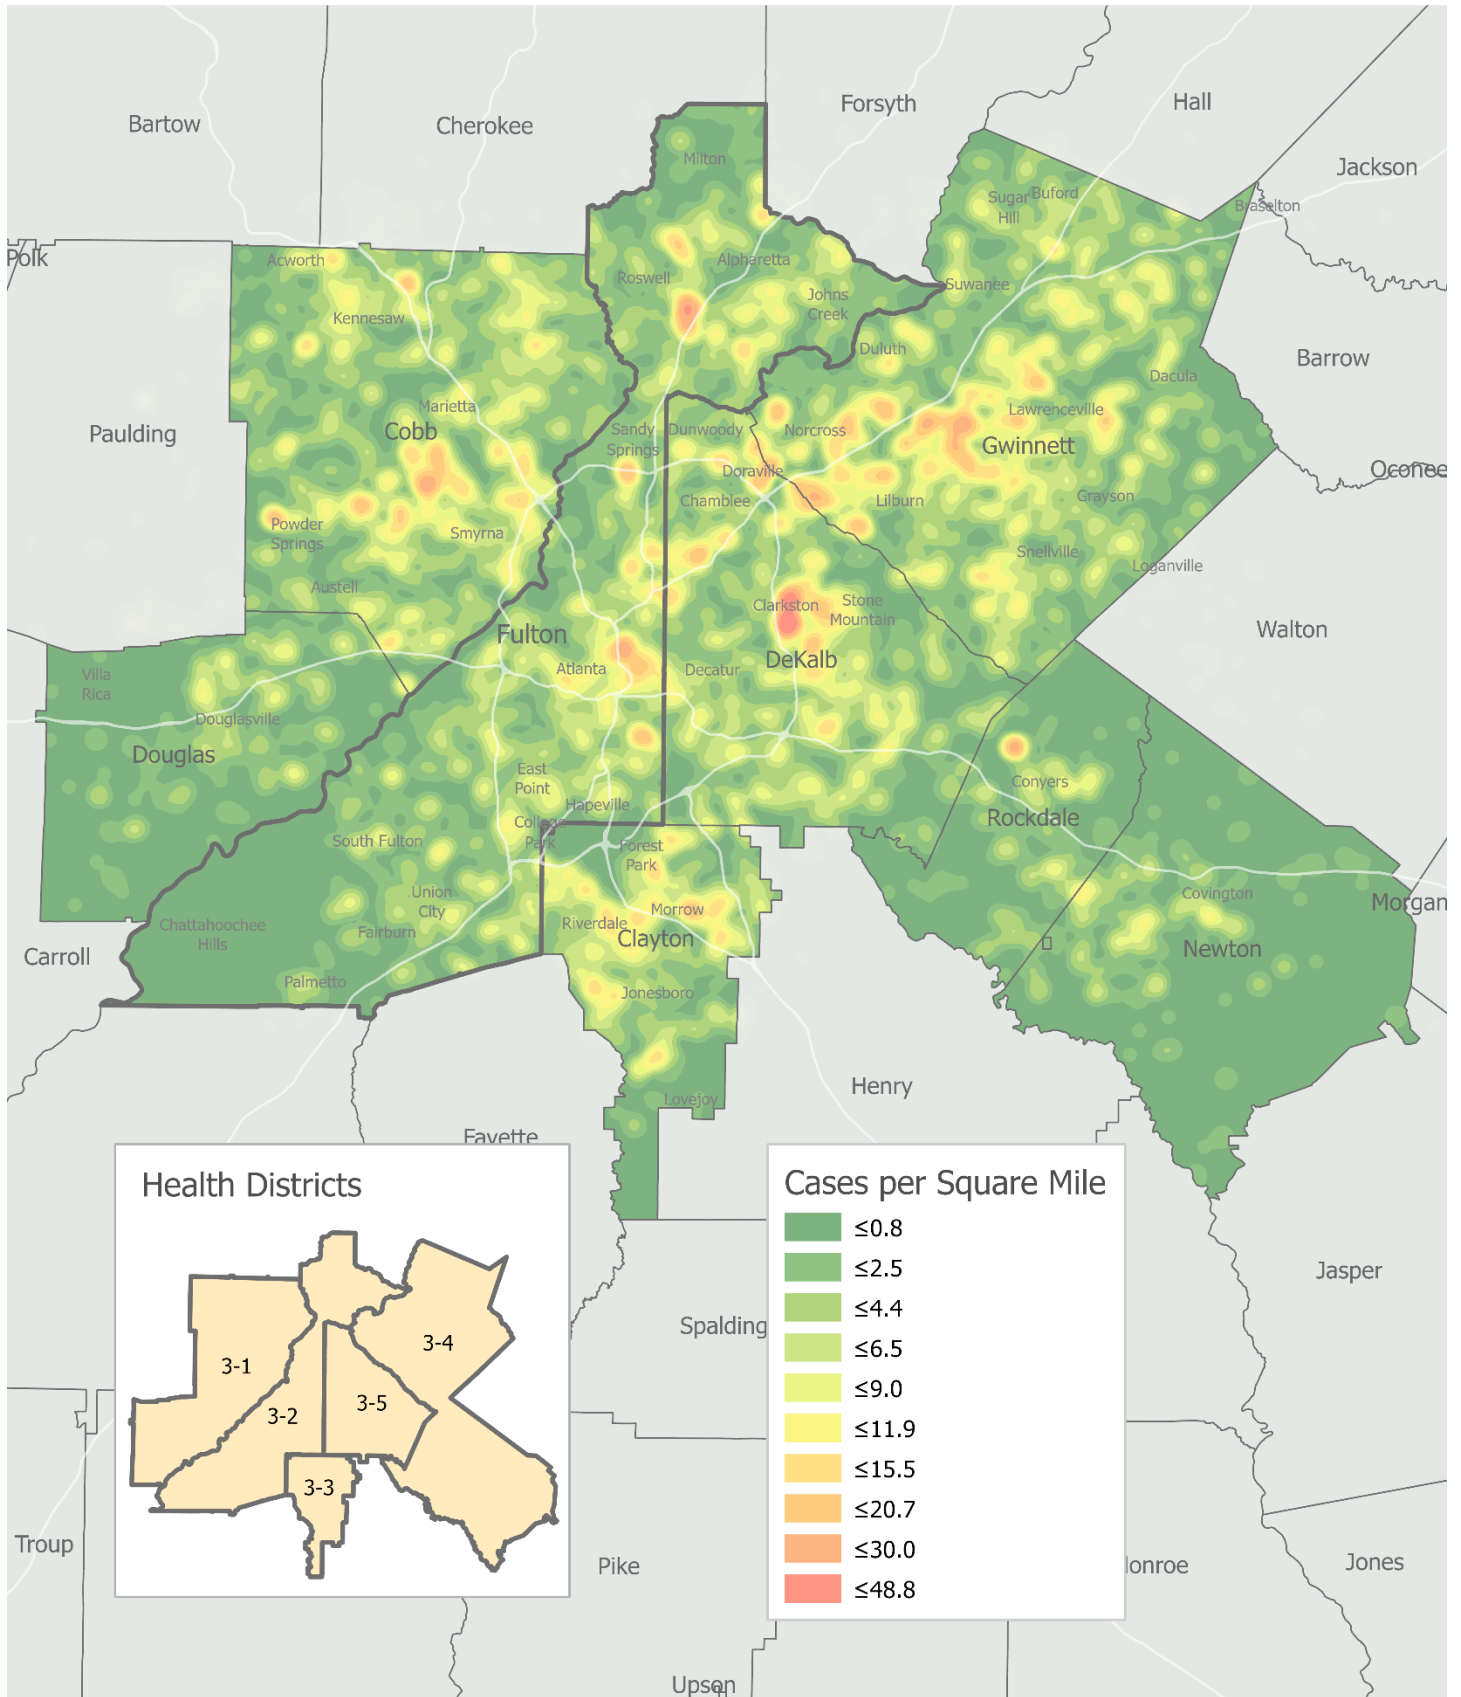 Forsyth
Hall
Bartow
Cherokee
Milton
Jackson
Sugar
Hill
Buford
Braselton
Polk
Acworth
Alpharetta
Roswell
Suwanee
Johns
Creek
Kennesaw
Duluth
Barrow
Dacula
Marietta
Lawrenceville
Paulding
Cobb
Sandy
Springs
Dunwoody
Norcross
Gwinnett
Doraville
Oconee
Chamblee
Lilburn
Grayson
Powder
Springs
Smyrna
Snellville
Loganville
Austell
Clarkston
Stone
Mountain
Walton
Fulton
Atlanta
Decatur
DeKalb
Villa
Rica
Douglasville
Douglas
East
Point
Conyers
Hapeville
Rockdale
College
Park
South Fulton
Forest
Park
Union
City
Covington
Morgan
Chattahoochee
Hills
Fairburn
Riverdale
Morrow
Clayton
Newton
Carroll
Palmetto
Jonesboro
Henry
Lovejoy
Fayette
Health Districts
3-1
3-2
3-3
3-4
3-5
Cases per Square Mile
≤0.8
≤2.5
≤4.4
≤6.5
≤9.0
≤11.9
≤15.5
≤20.7
≤30.0
≤48.8
Jasper
Spalding
Troup
Pike
onroe
Jones
Upson